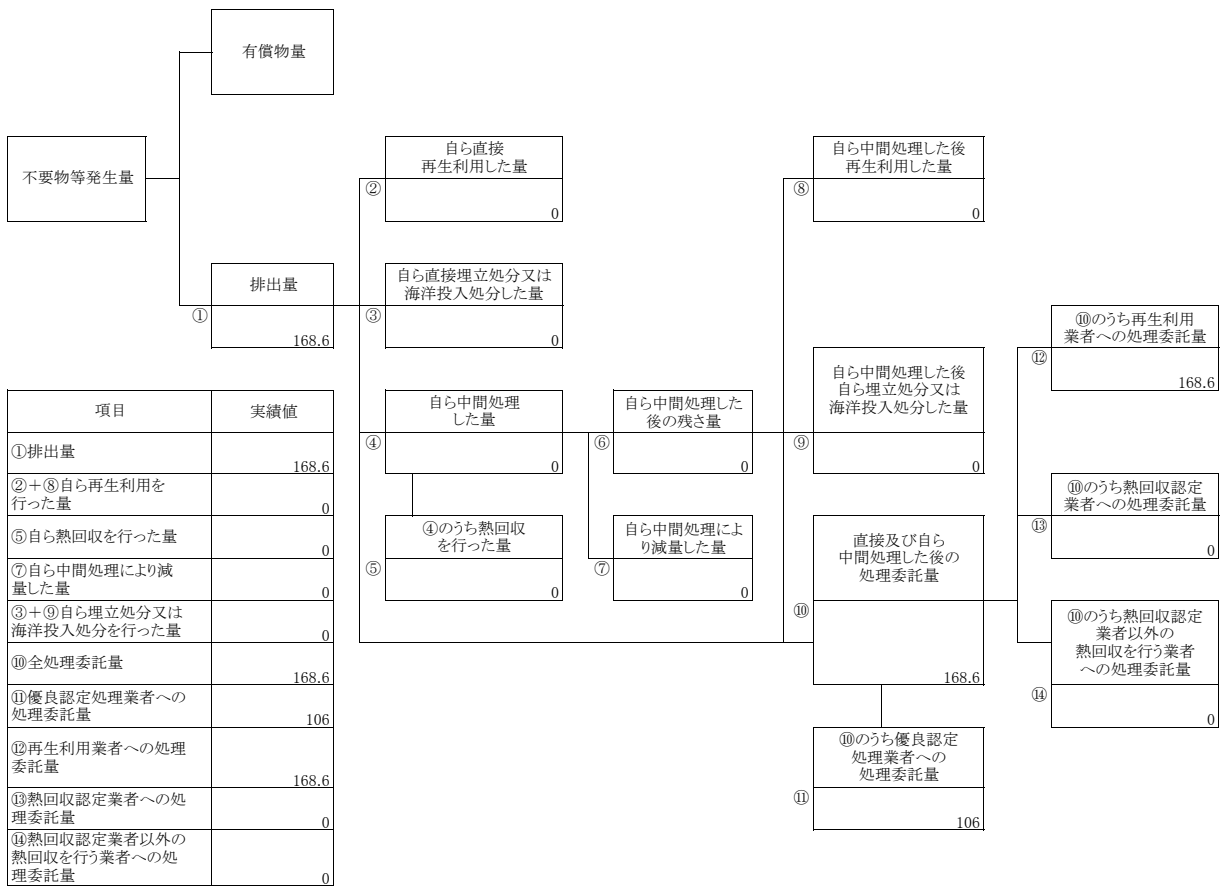 有償物量
不要物等発生量
自ら直接
再生利用した量
②
0
自ら中間処理した後
再生利用した量
⑧
0
排出量
①
168.6
自ら直接埋立処分又は
海洋投入処分した量
③
0
⑩のうち再生利用
業者への処理委託量
⑫
168.6
自ら中間処理
した量
④
0
自ら中間処理した
後の残さ量
⑥
0
自ら中間処理した後
自ら埋立処分又は
海洋投入処分した量
⑨
0
⑩のうち熱回収認定
業者への処理委託量
⑬
0
④のうち熱回収
を行った量
⑤
0
自ら中間処理によ
り減量した量
⑦
0
直接及び自ら
中間処理した後の
処理委託量
⑩
168.6
⑩のうち熱回収認定
業者以外の
熱回収を行う業者
への処理委託量
⑭
0
⑩のうち優良認定
処理業者への
処理委託量
⑪
106
項目 実績値
①排出量
168.6
②+⑧自ら再生利用を
行った量
0
⑤自ら熱回収を行った量
0
⑦自ら中間処理により減
量した量
0
③+⑨自ら埋立処分又は
海洋投入処分を行った量
0
⑩全処理委託量
168.6
⑪優良認定処理業者への
処理委託量
106
⑫再生利用業者への処理
委託量
168.6
⑬熱回収認定業者への処
理委託量
0
⑭熱回収認定業者以外の
熱回収を行う業者への処
理委託量
0